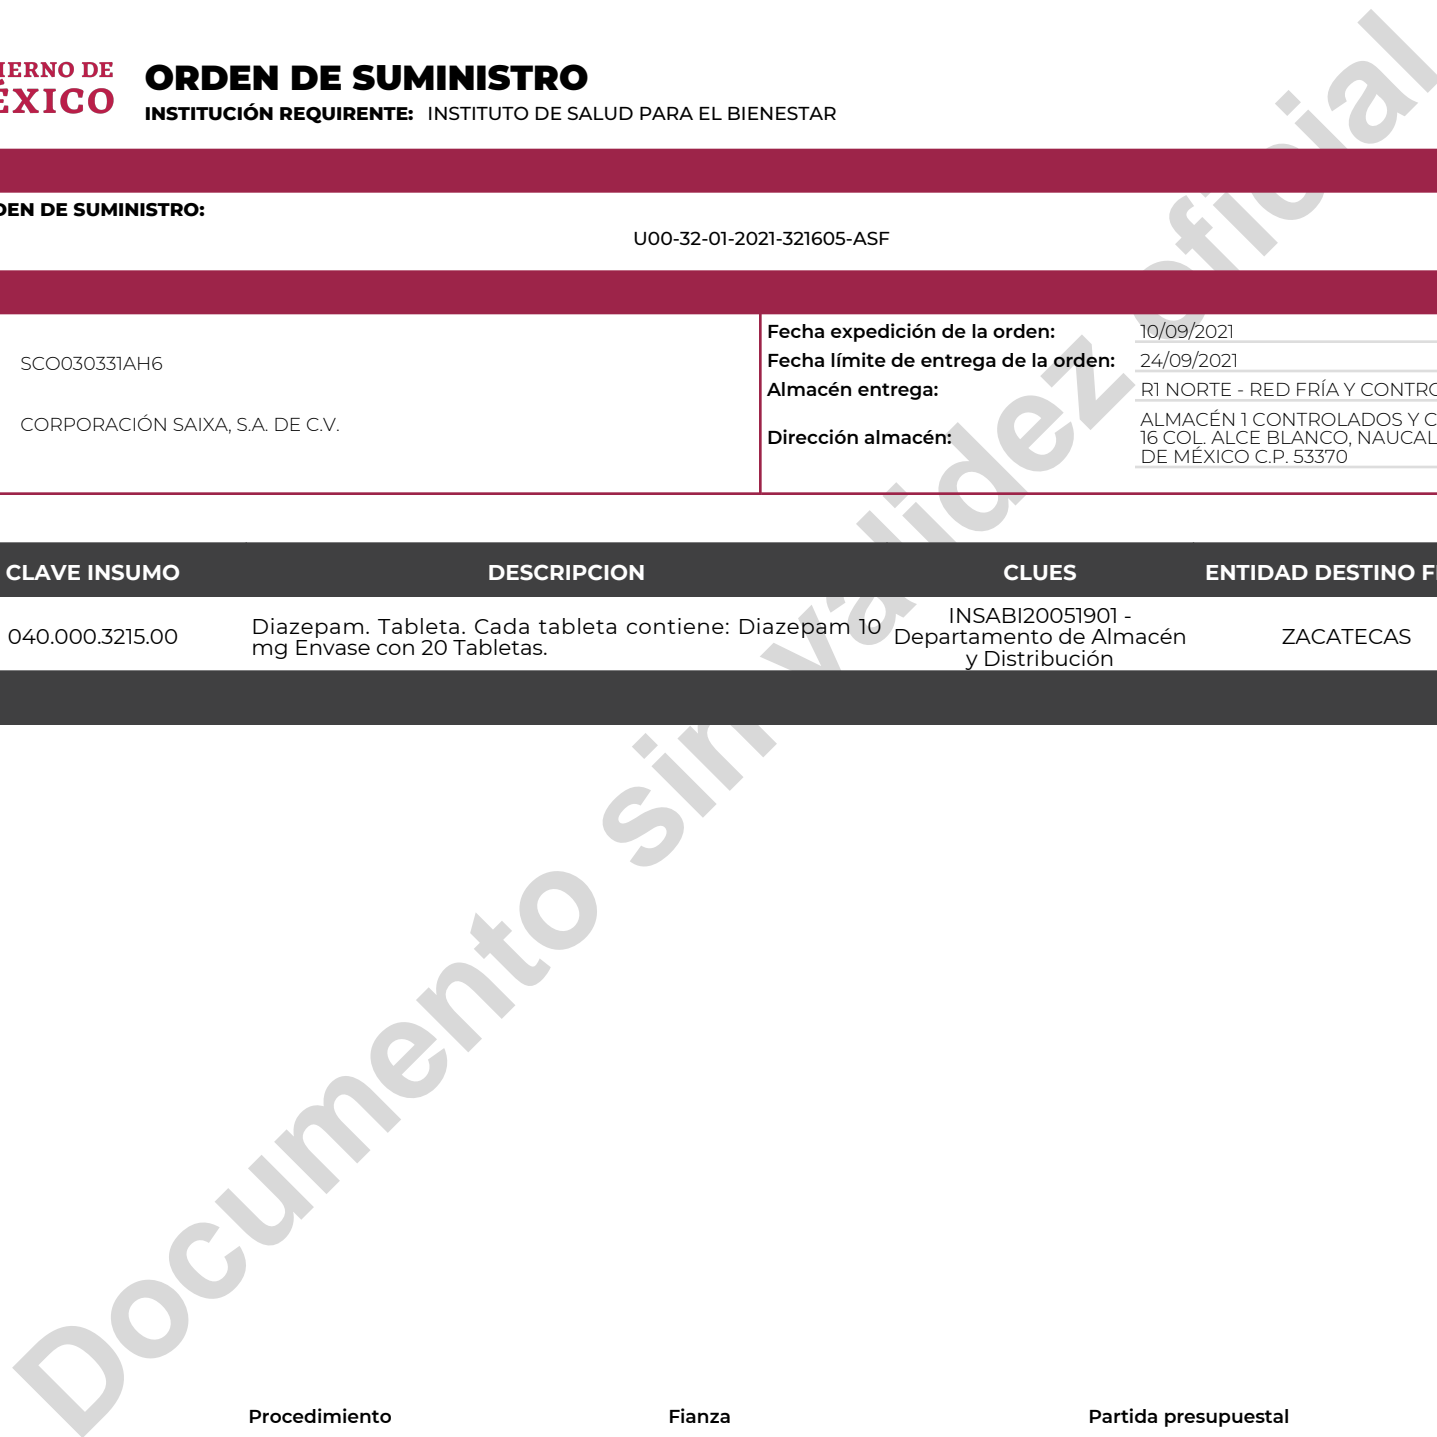 IERNO DE
ÉXICO
ORDEN DE SUMINISTRO
INSTITUCIÓN REQUIRENTE: INSTITUTO DE SALUD PARA EL BIENESTAR
DEN DE SUMINISTRO:
U00-32-01-2021-321605-ASF
SCO030331AH6
CORPORACIÓN SAIXA, S.A. DE C.V.
Fecha expedición de la orden: 10/09/2021
Fecha límite de entrega de la orden: 24/09/2021
Almacén entrega: R1 NORTE - RED FRÍA Y CONTRO
Dirección almacén: ALMACÉN 1 CONTROLADOS Y C
16 COL. ALCE BLANCO, NAUCAL
DE MÉXICO C.P. 53370
CLAVE INSUMO DESCRIPCION CLUES ENTIDAD DESTINO F
040.000.3215.00
Diazepam. Tableta. Cada tableta contiene: Diazepam 10
mg Envase con 20 Tabletas.
INSABI20051901 -
Departamento de Almacén
y Distribución
ZACATECAS
Documento sin validez oficial
Procedimiento Fianza Partida presupuestal